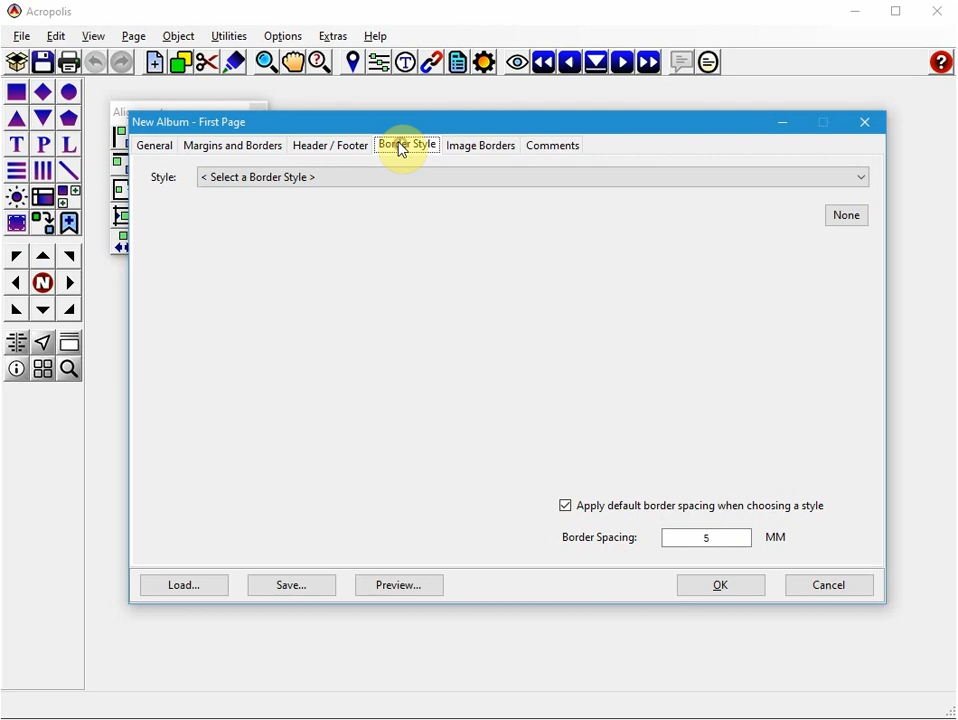 Acropolis
File Edit View Page Object Utilities Options Extras Help
T
?
T P L
N
New Album - First Page
General Margins and Borders Header / Footer Border Style Image Borders Comments
Style: < Select a Border Style >
None
Apply default border spacing when choosing a style
Border Spacing: 5 MM
Load... Save... Preview... OK Cancel